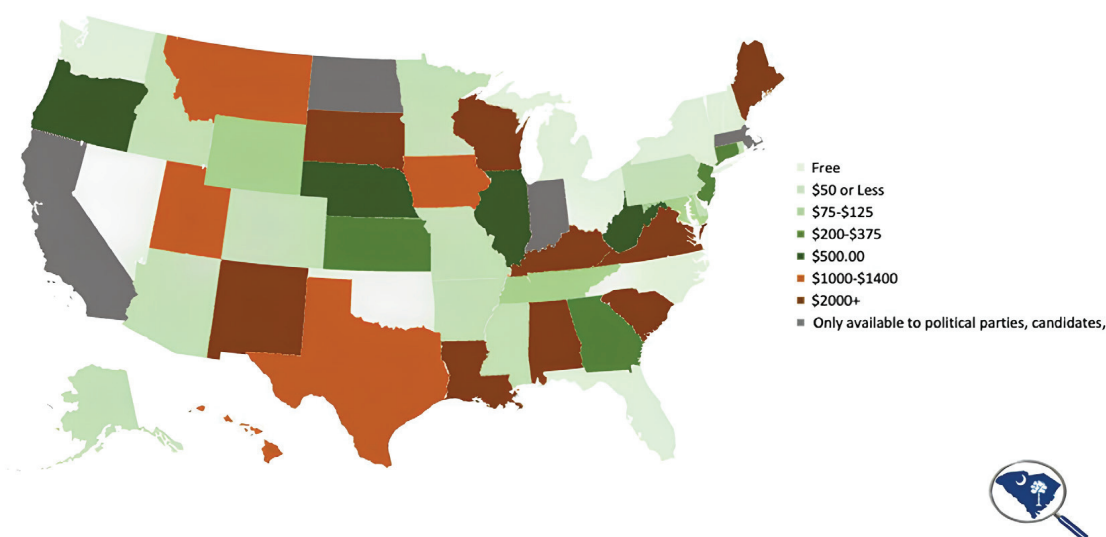 Free
$50 or Less
$75-$125
$200-$375
$500.00
$1000-$1400
$2000+
Only available to political parties, candidates,